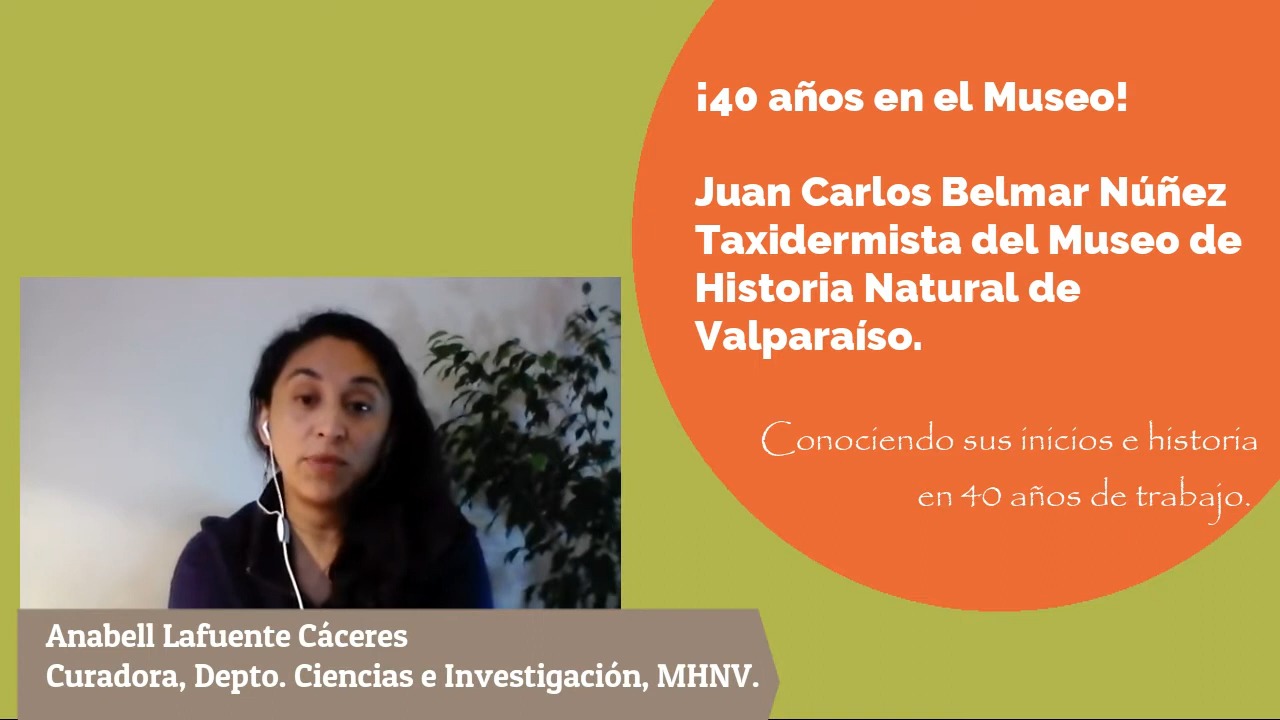 ¡40 años en el Museo!
Juan Carlos Belmar Núñez
Taxidermista del Museo de
Historia Natural de
Valparaíso.
Conociendo sus inicios e historia
en 40 años de trabajo.
Anabell Lafuente Cáceres
Curadora, Depto. Ciencias e Investigación, MHNV.